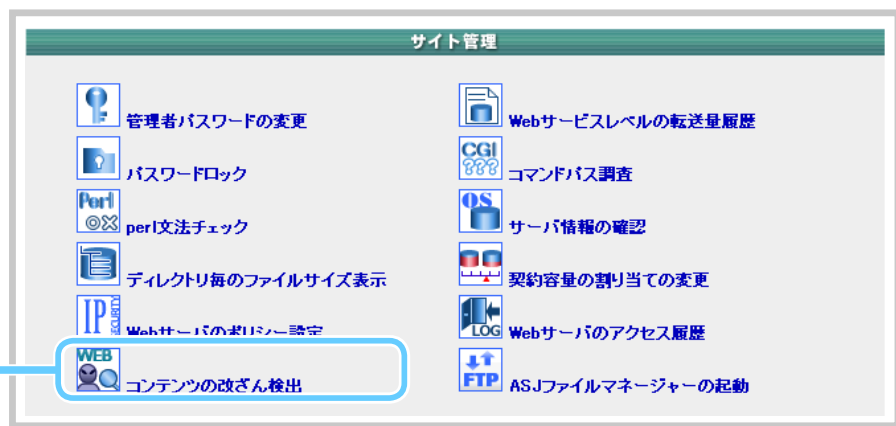 サイト管理
管理者パスワードの変更
Webサービスレベルの転送量履歴
パスワードロック
CGI
???
コマンドパス調査
Perl
perl文法チェック
OS
サーバ情報の確認
ディレクトリ毎のファイルサイズ表示
契約容量の割り当ての変更
IP
SECURITY
Webサーバのポリシー設定
LOG
Webサーバのアクセス履歴
WEB
コンテンツの改ざん検出
FTP
ASJファイルマネージャーの起動